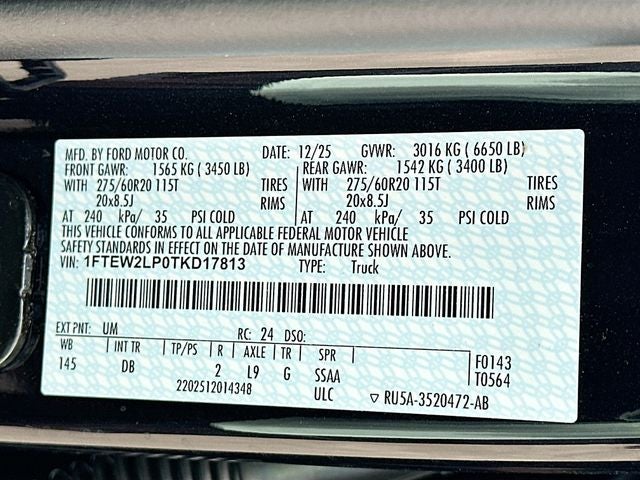 MFD. BY FORD MOTOR CO. DATE: 12/25 GVWR: 3016 KG (6650 LB)
FRONT GAWR: 1565 KG (3450 LB) REAR GAWR: 1542 KG (3400 LB)
WITH 275/60R20 115T TIRES WITH 275/60R20 115T TIRES
20x8.5J RIMS 20x8.5J RIMS
AT 240 kPa/ 35 PSI COLD AT 240 kPa/ 35 PSI COLD
THIS VEHICLE CONFORMS TO ALL APPLICABLE FEDERAL MOTOR VEHICLE
SAFETY STANDARDS IN EFFECT ON THE DATE OF MANUFACTURE SHOWN ABOVE.
VIN: 1FTEW2LP0TKD17813 TYPE: Truck
EXT PNT: UM RC: 24 DSO:
WB INT TR TP/PS R AXLE TR SPR F0143
145 DB 2 L9 G SSAA T0564
2202512014348 ULC ▽ RU5A-3520472-AB